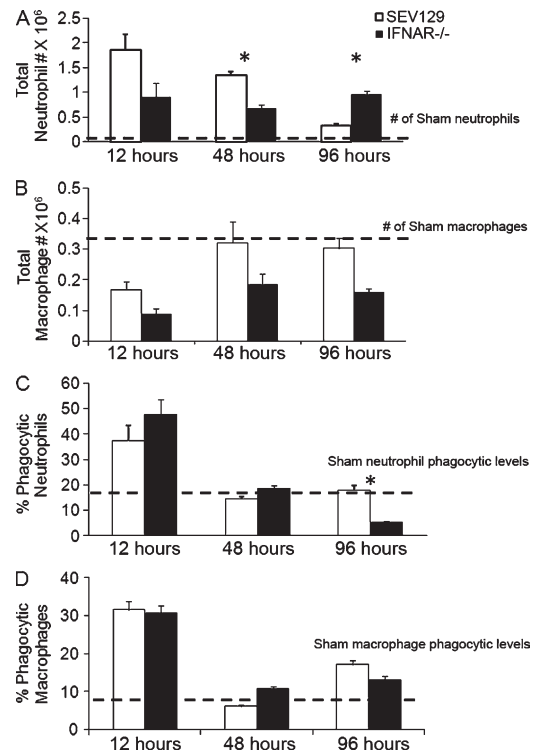 A
SEV129
IFNAR-/-
Total
Neutrophil # X 10⁶
2.5
2
1.5
1
0.5
0
*
*
# of Sham neutrophils
12 hours 48 hours 96 hours
B
Total
Macrophage # X10⁶
0.5
0.4
0.3
0.2
0.1
0
# of Sham macrophages
12 hours 48 hours 96 hours
C
% Phagocytic
Neutrophils
60
50
40
30
20
10
0
Sham neutrophil phagocytic levels
*
12 hours 48 hours 96 hours
D
% Phagocytic
Macrophages
40
30
20
10
0
Sham macrophage phagocytic levels
12 hours 48 hours 96 hours